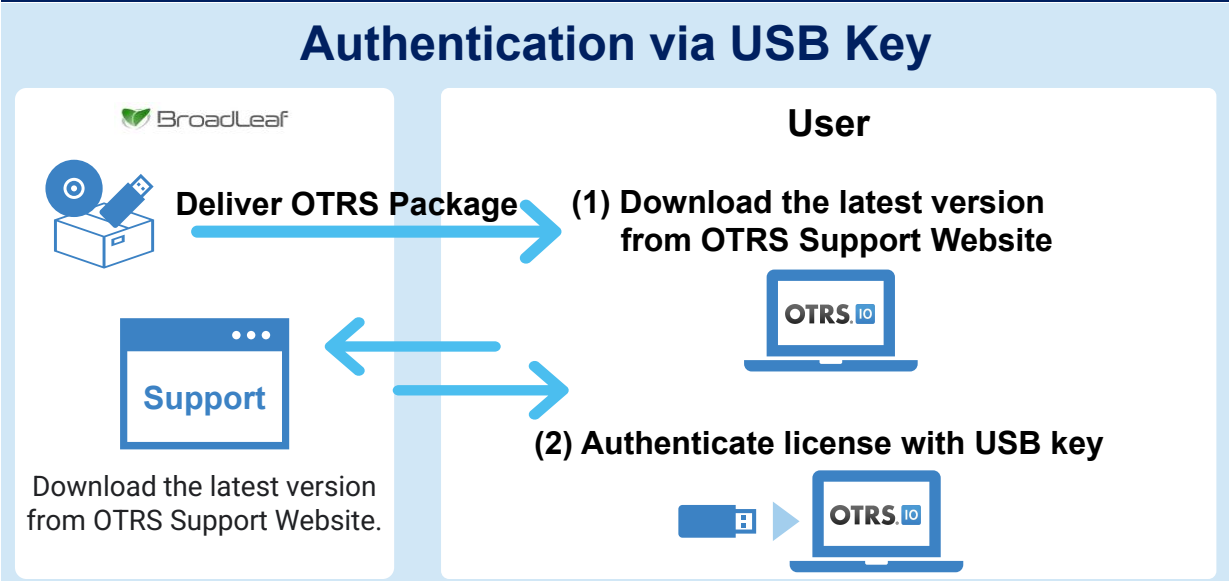 Authentication via USB Key
BroadLeaf
User
Deliver OTRS Package
(1) Download the latest version
from OTRS Support Website
OTRS.IO
Support
(2) Authenticate license with USB key
Download the latest version
from OTRS Support Website.
OTRS.IO